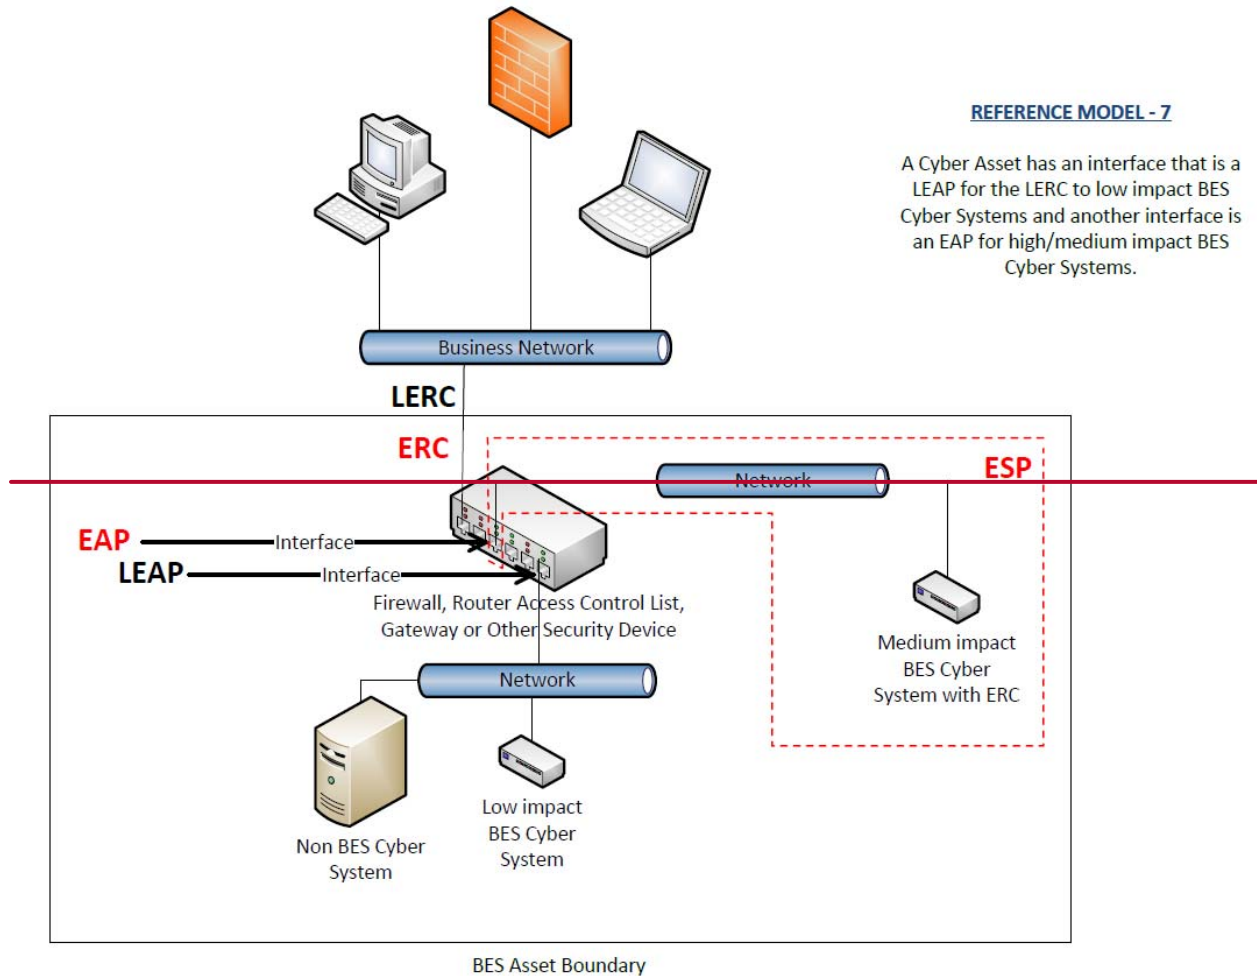 REFERENCE MODEL - 7
A Cyber Asset has an interface that is a
LEAP for the LERC to low impact BES
Cyber Systems and another interface is
an EAP for high/medium impact BES
Cyber Systems.
Business Network
LERC
ERC
Network
ESP
EAP
Interface
LEAP
Interface
Firewall, Router Access Control List,
Gateway or Other Security Device
Medium impact
BES Cyber
System with ERC
Network
Low impact
BES Cyber
System
Non BES Cyber
System
BES Asset Boundary